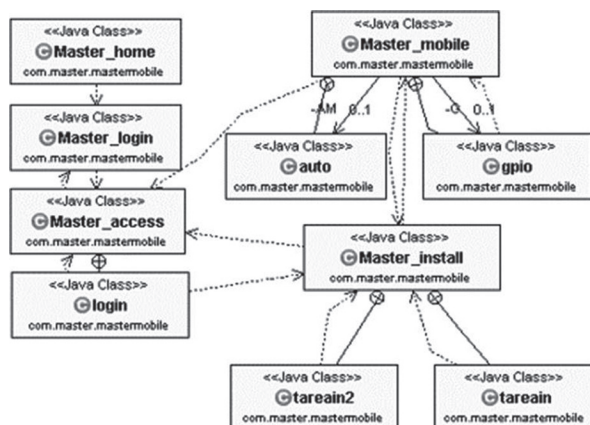 <<Java Class>>
Master_home
com.master.mastermobile
<<Java Class>>
Master_mobile
com.master.mastermobile
<<Java Class>>
Master_login
com.master.mastermobile
-AM 0..1
-G 0..1
<<Java Class>>
auto
com.master.mastermobile
<<Java Class>>
gpio
com.master.mastermobile
<<Java Class>>
Master_access
com.master.mastermobile
<<Java Class>>
Master_install
com.master.mastermobile
<<Java Class>>
login
com.master.mastermobile
<<Java Class>>
tareain2
com.master.mastermobile
<<Java Class>>
tareain
com.master.mastermobile